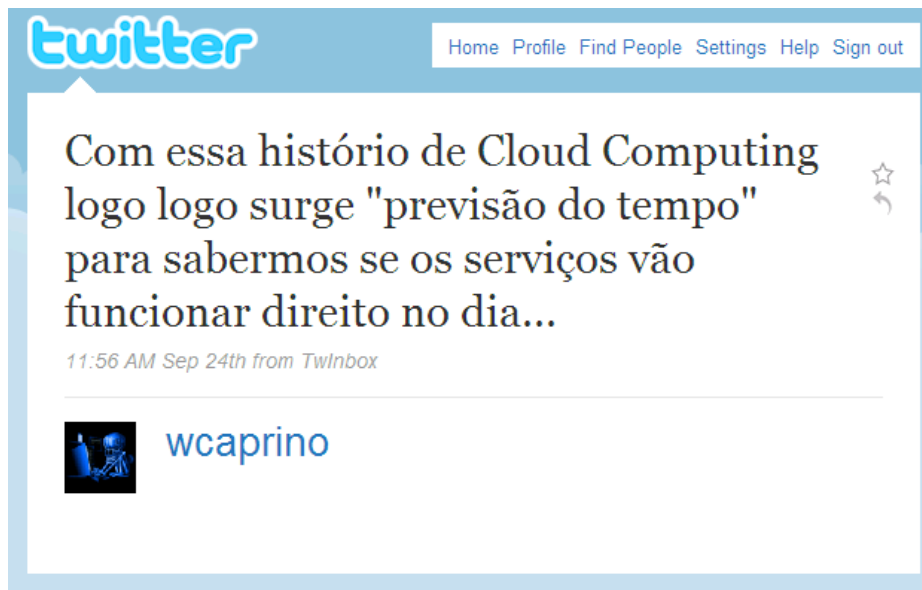 twitter
Home Profile Find People Settings Help Sign out
Com essa histório de Cloud Computing
logo logo surge "previsão do tempo"
para sabermos se os serviços vão
funcionar direito no dia...
11:56 AM Sep 24th from TwInbox
wcaprino